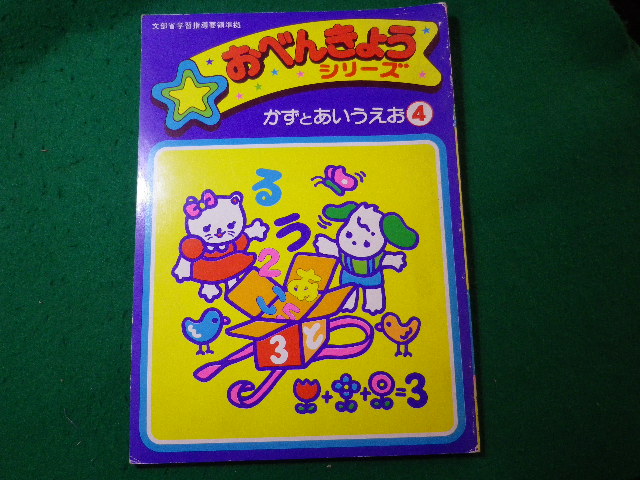 文部省学習指導要領準拠
おべんきょう
シリーズ
かずとあいうえお4
る
う
2
い
3
と
+ + =3